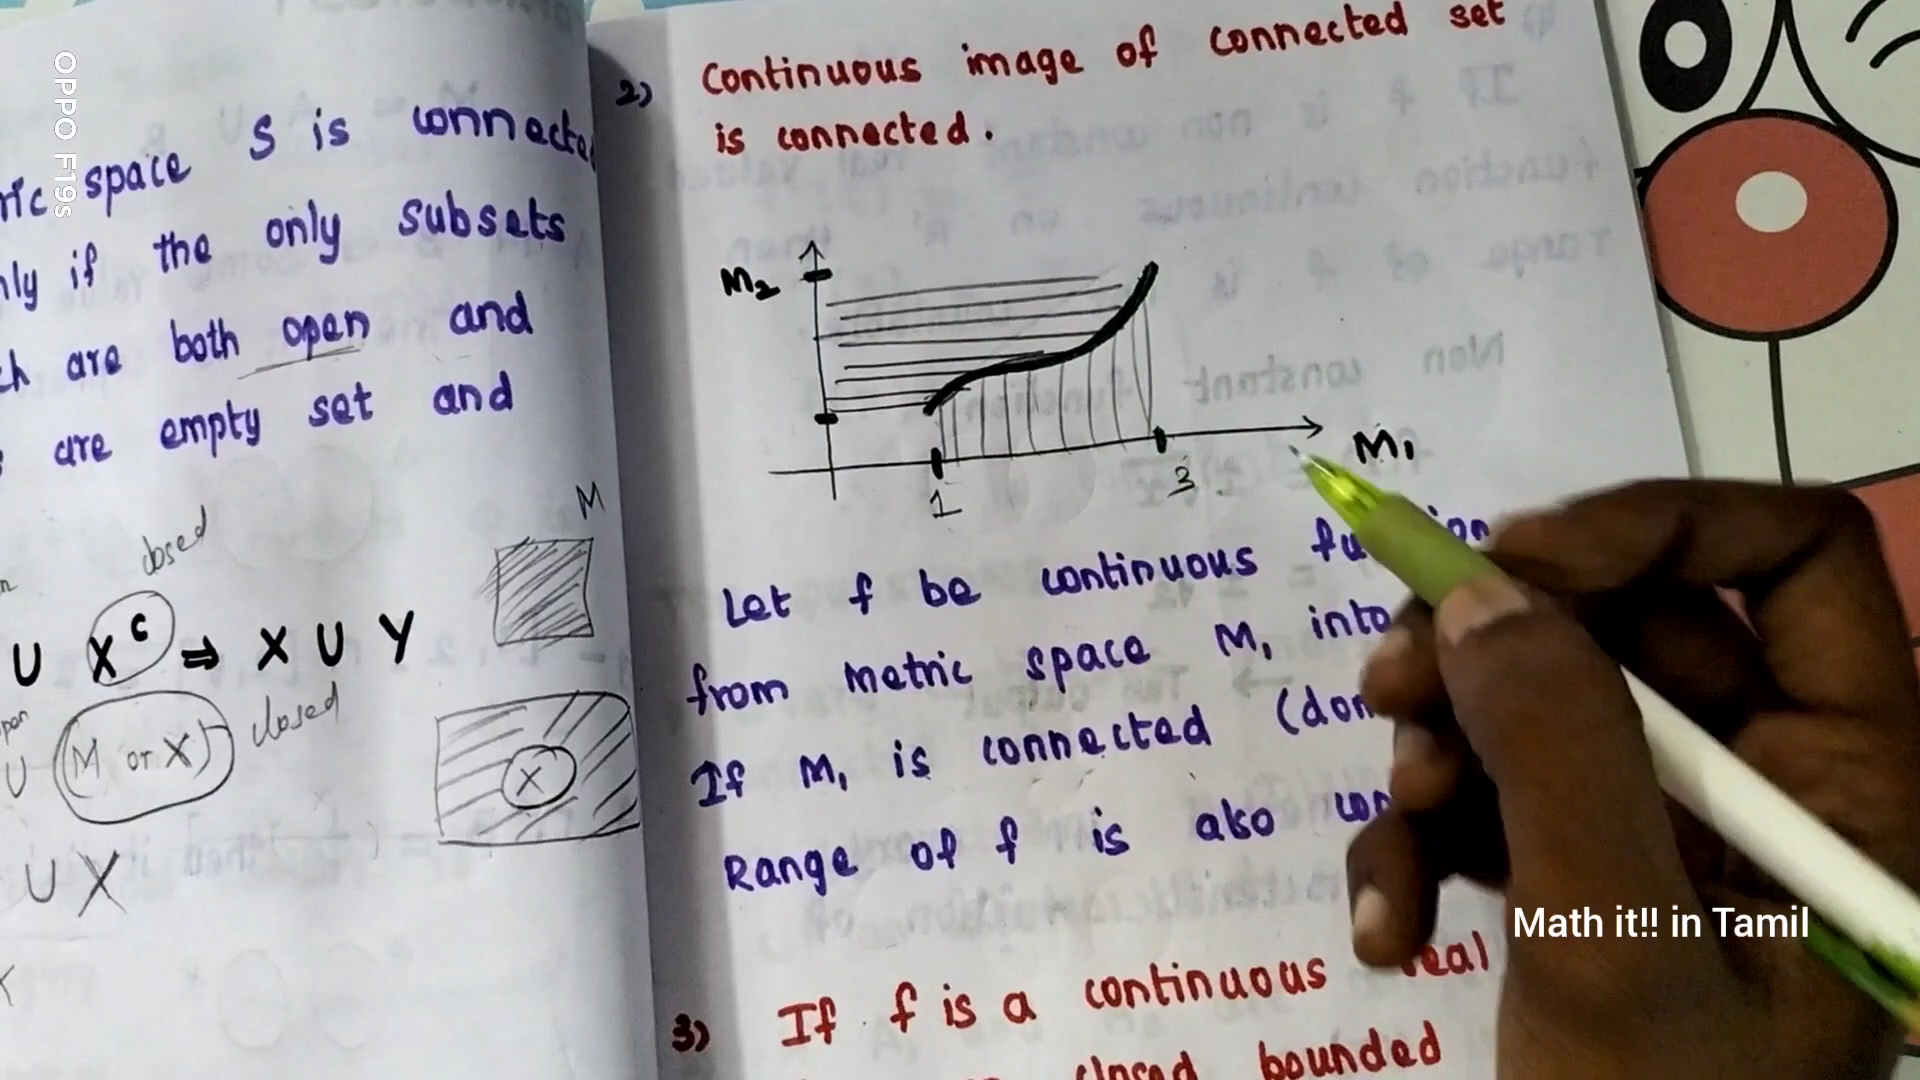 OPPO F19s
space S is
if the only subsets
are both open and
are empty set and
closed
M
U X^c ⇒ X U Y
U (M or X) closed
X
U X
2) Continuous image of connected set
is connected.
M₂
M₁
1
3
Let f be continuous
from metric space M₁ into
If M₁ is connected
Range of f is also
3) If f is a continuous real
closed bounded
Math it!! in Tamil